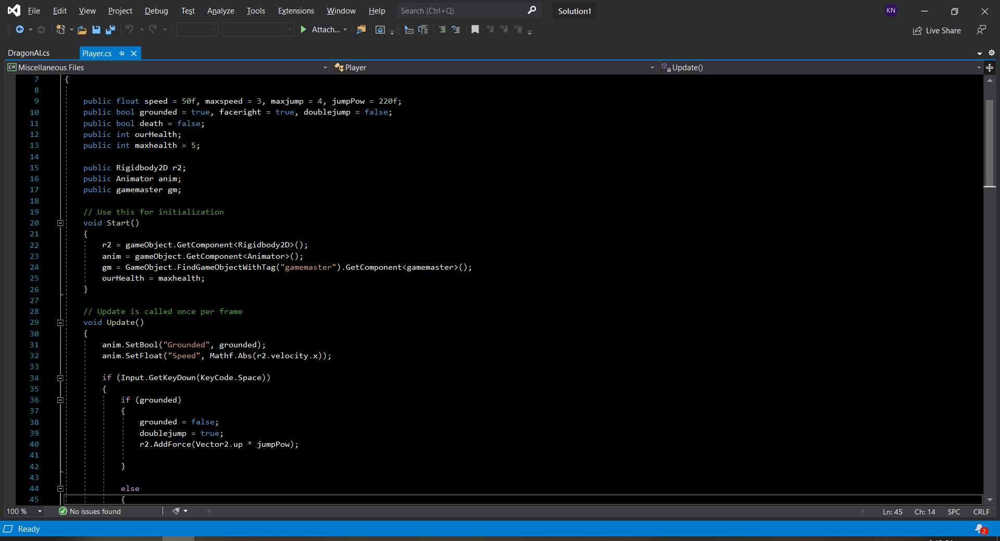 File Edit View Project Debug Test Analyze Tools Extensions Window Help Search (Ctrl+Q) Solution1 KN
Attach... Live Share
DragonAI.cs Player.cs
C# Miscellaneous Files Player Update()
7 {
8
9 public float speed = 50f, maxspeed = 3, maxjump = 4, jumpPow = 220f;
10 public bool grounded = true, faceright = true, doublejump = false;
11 public bool death = false;
12 public int ourHealth;
13 public int maxhealth = 5;
14
15 public Rigidbody2D r2;
16 public Animator anim;
17 public gamemaster gm;
18
19 // Use this for initialization
20 void Start()
21 {
22 r2 = gameObject.GetComponent<Rigidbody2D>();
23 anim = gameObject.GetComponent<Animator>();
24 gm = GameObject.FindGameObjectWithTag("gamemaster").GetComponent<gamemaster>();
25 ourHealth = maxhealth;
26 }
27
28 // Update is called once per frame
29 void Update()
30 {
31 anim.SetBool("Grounded", grounded);
32 anim.SetFloat("Speed", Mathf.Abs(r2.velocity.x));
33
34 if (Input.GetKeyDown(KeyCode.Space))
35 {
36 if (grounded)
37 {
38 grounded = false;
39 doublejump = true;
40 r2.AddForce(Vector2.up * jumpPow);
41
42 }
43
44 else
45 {
100 % No issues found Ln: 45 Ch: 14 SPC CRLF
Ready 2